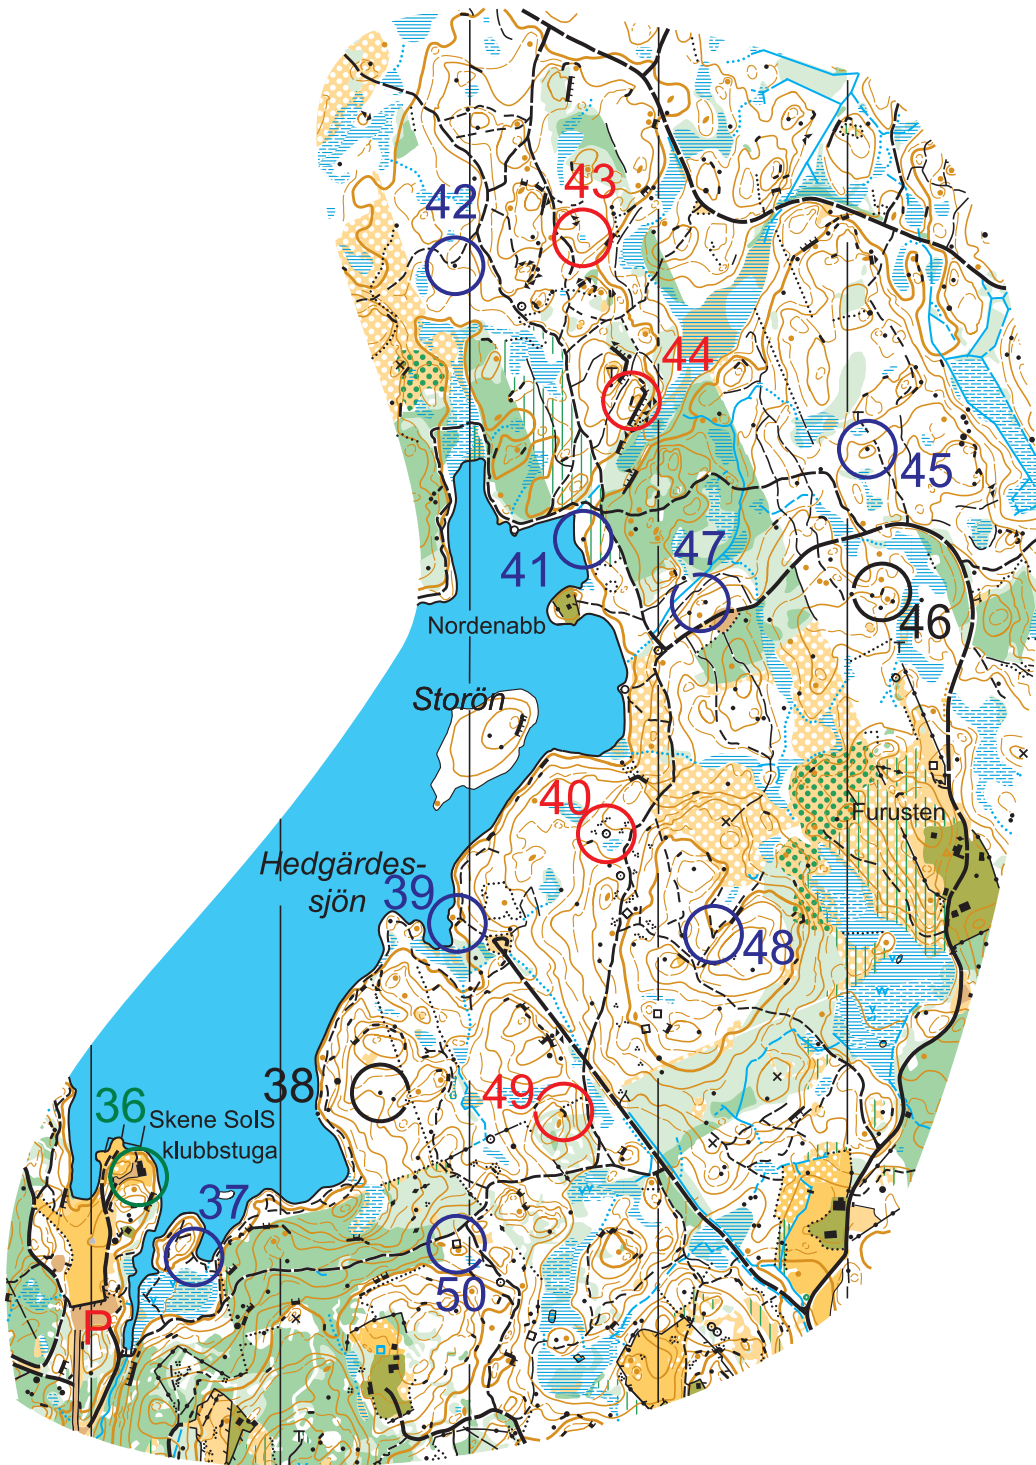 43
42
44
45
41
47
46
Nordenabb
Storön
40
Furusten
Hedgärdes-
sjön
39
48
38
49
36
Skene SolS
klubbstuga
37
50
P